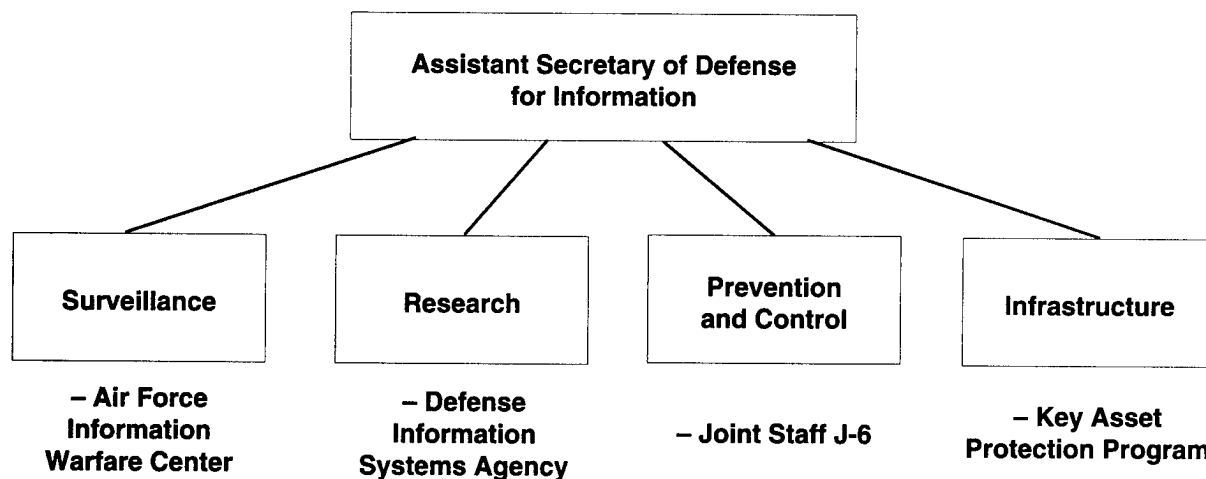 Assistant Secretary of Defense
for Information
Surveillance
Research
Prevention
and Control
Infrastructure
– Air Force
Information
Warfare Center
– Defense
Information
Systems Agency
– Joint Staff J-6
– Key Asset
Protection Program